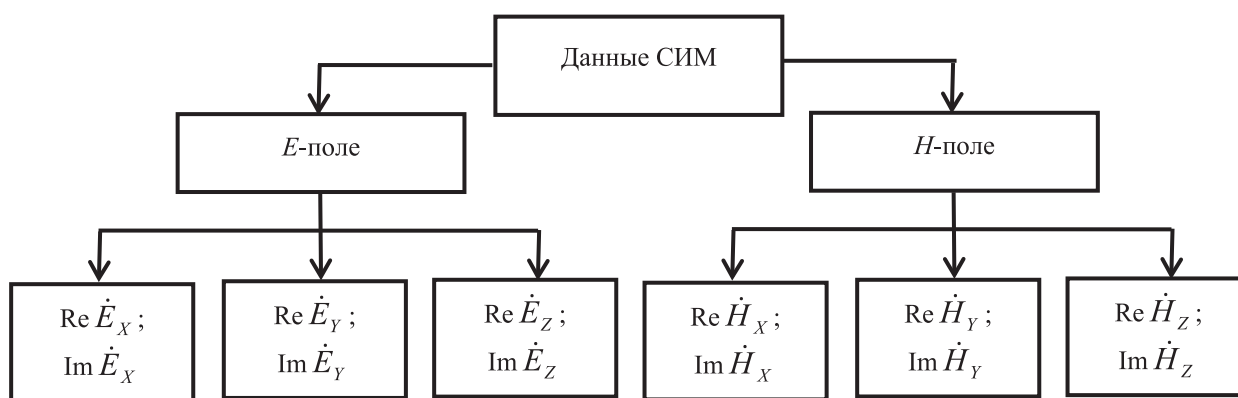 Данные СИМ
E-поле
H-поле
Re Ė_X ;
Im Ė_X
Re Ė_Y ;
Im Ė_Y
Re Ė_Z ;
Im Ė_Z
Re Ḣ_X ;
Im Ḣ_X
Re Ḣ_Y ;
Im Ḣ_Y
Re Ḣ_Z ;
Im Ḣ_Z